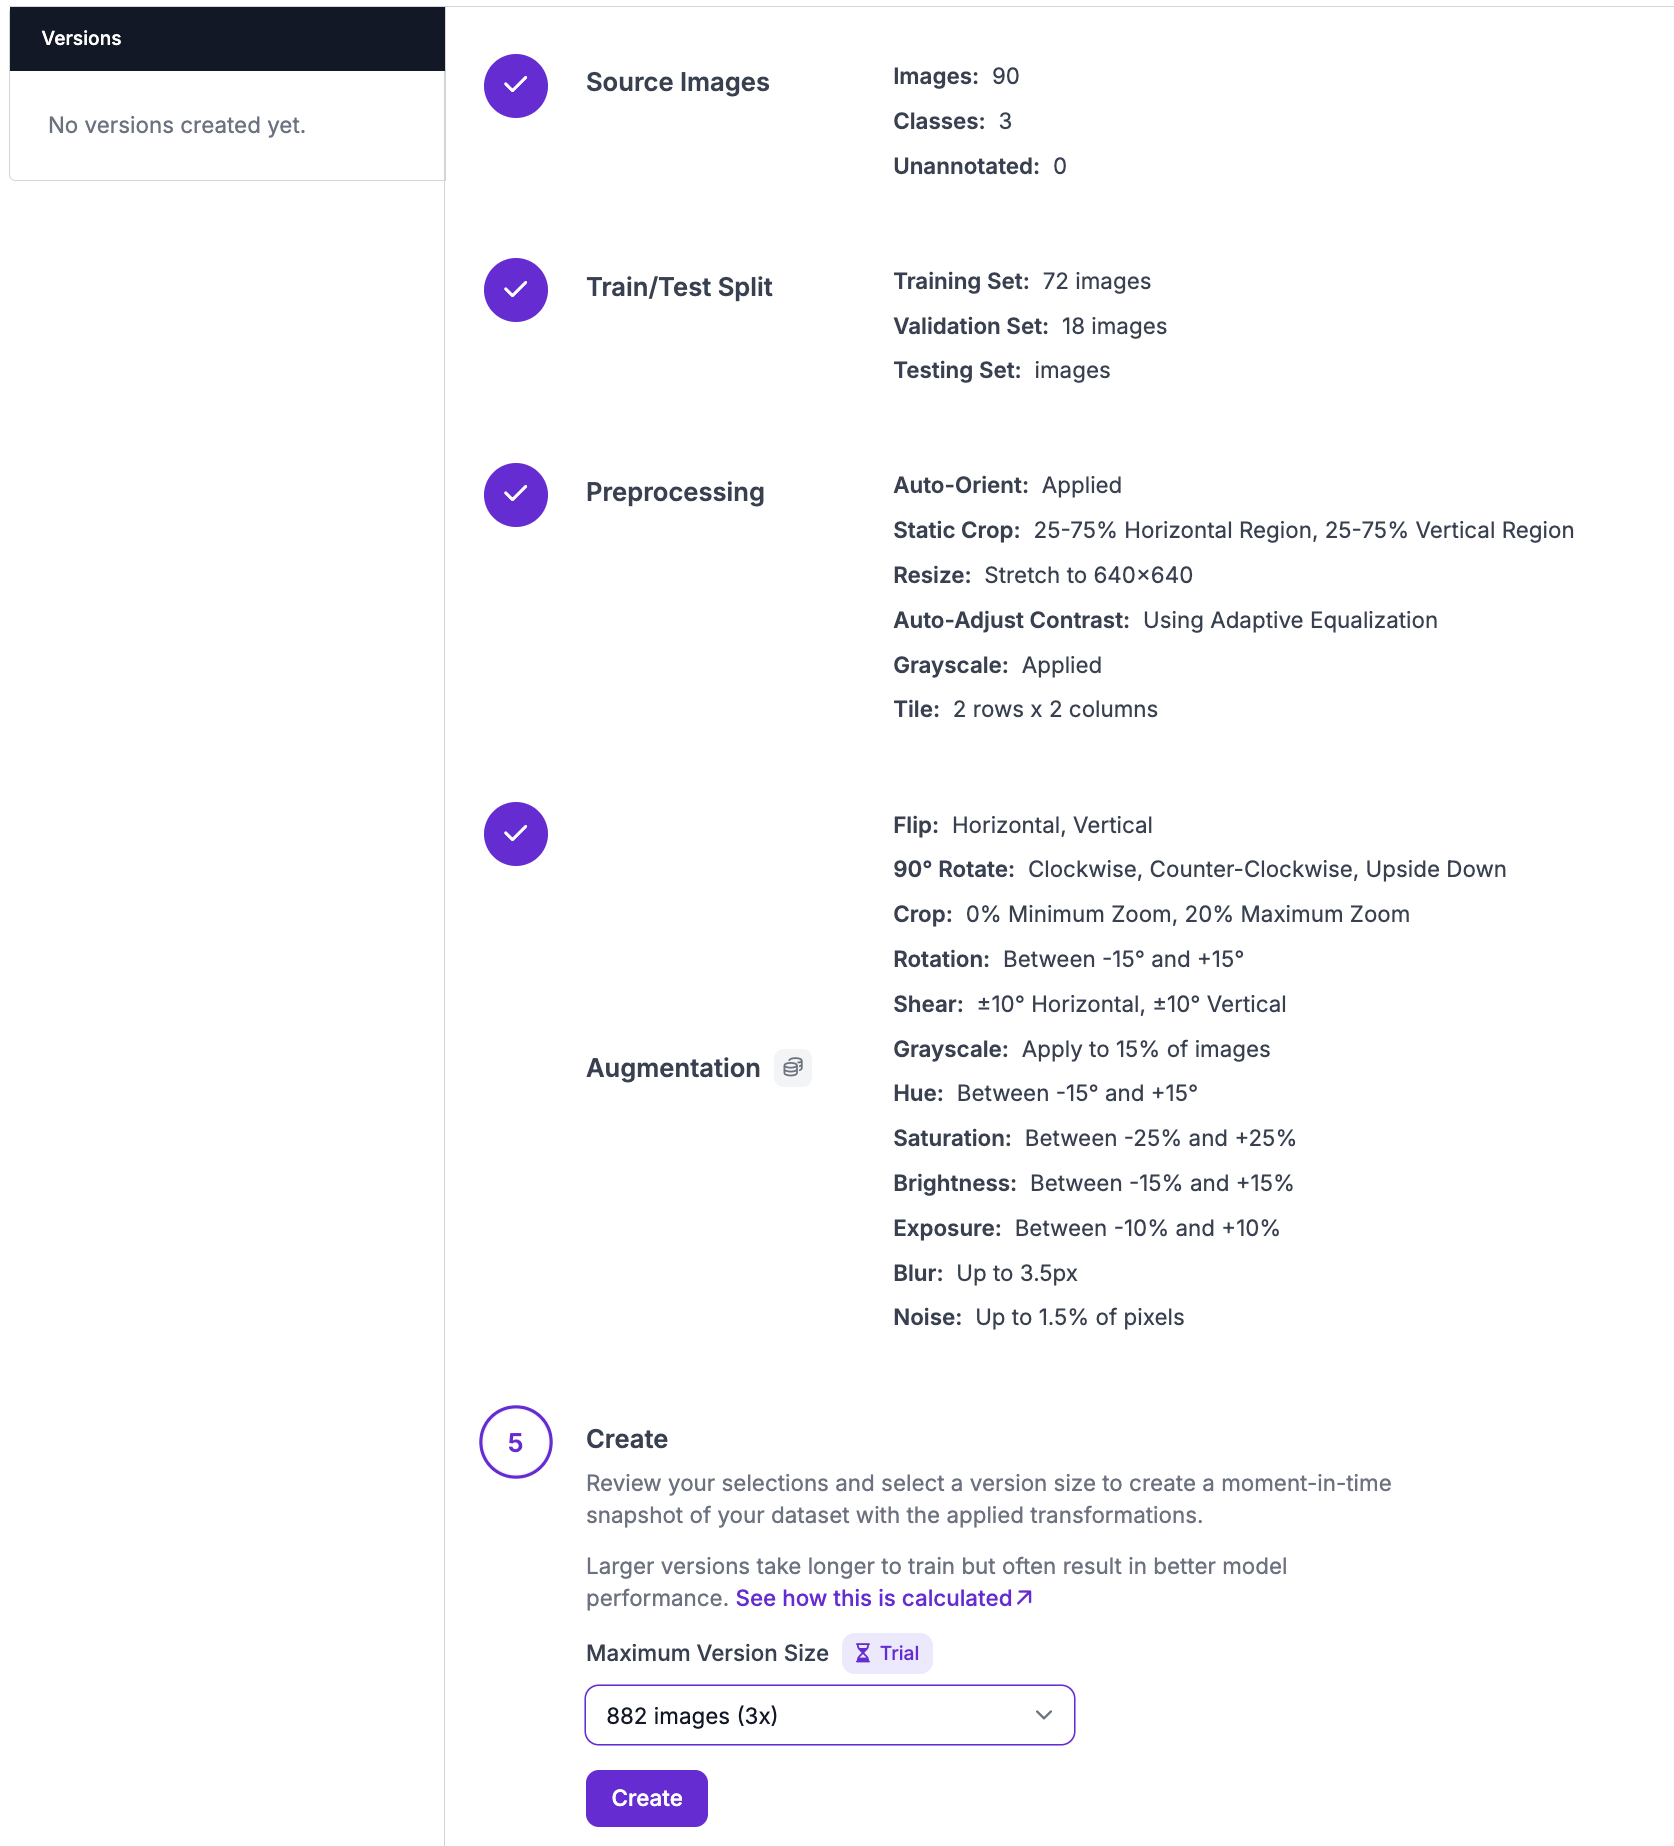 Versions
No versions created yet.
Source Images
Images: 90
Classes: 3
Unannotated: 0
Train/Test Split
Training Set: 72 images
Validation Set: 18 images
Testing Set: images
Preprocessing
Auto-Orient: Applied
Static Crop: 25-75% Horizontal Region, 25-75% Vertical Region
Resize: Stretch to 640×640
Auto-Adjust Contrast: Using Adaptive Equalization
Grayscale: Applied
Tile: 2 rows x 2 columns
Augmentation
Flip: Horizontal, Vertical
90° Rotate: Clockwise, Counter-Clockwise, Upside Down
Crop: 0% Minimum Zoom, 20% Maximum Zoom
Rotation: Between -15° and +15°
Shear: ±10° Horizontal, ±10° Vertical
Grayscale: Apply to 15% of images
Hue: Between -15° and +15°
Saturation: Between -25% and +25%
Brightness: Between -15% and +15%
Exposure: Between -10% and +10%
Blur: Up to 3.5px
Noise: Up to 1.5% of pixels
5
Create
Review your selections and select a version size to create a moment-in-time
snapshot of your dataset with the applied transformations.
Larger versions take longer to train but often result in better model
performance. See how this is calculated
Maximum Version Size Trial
882 images (3x)
Create